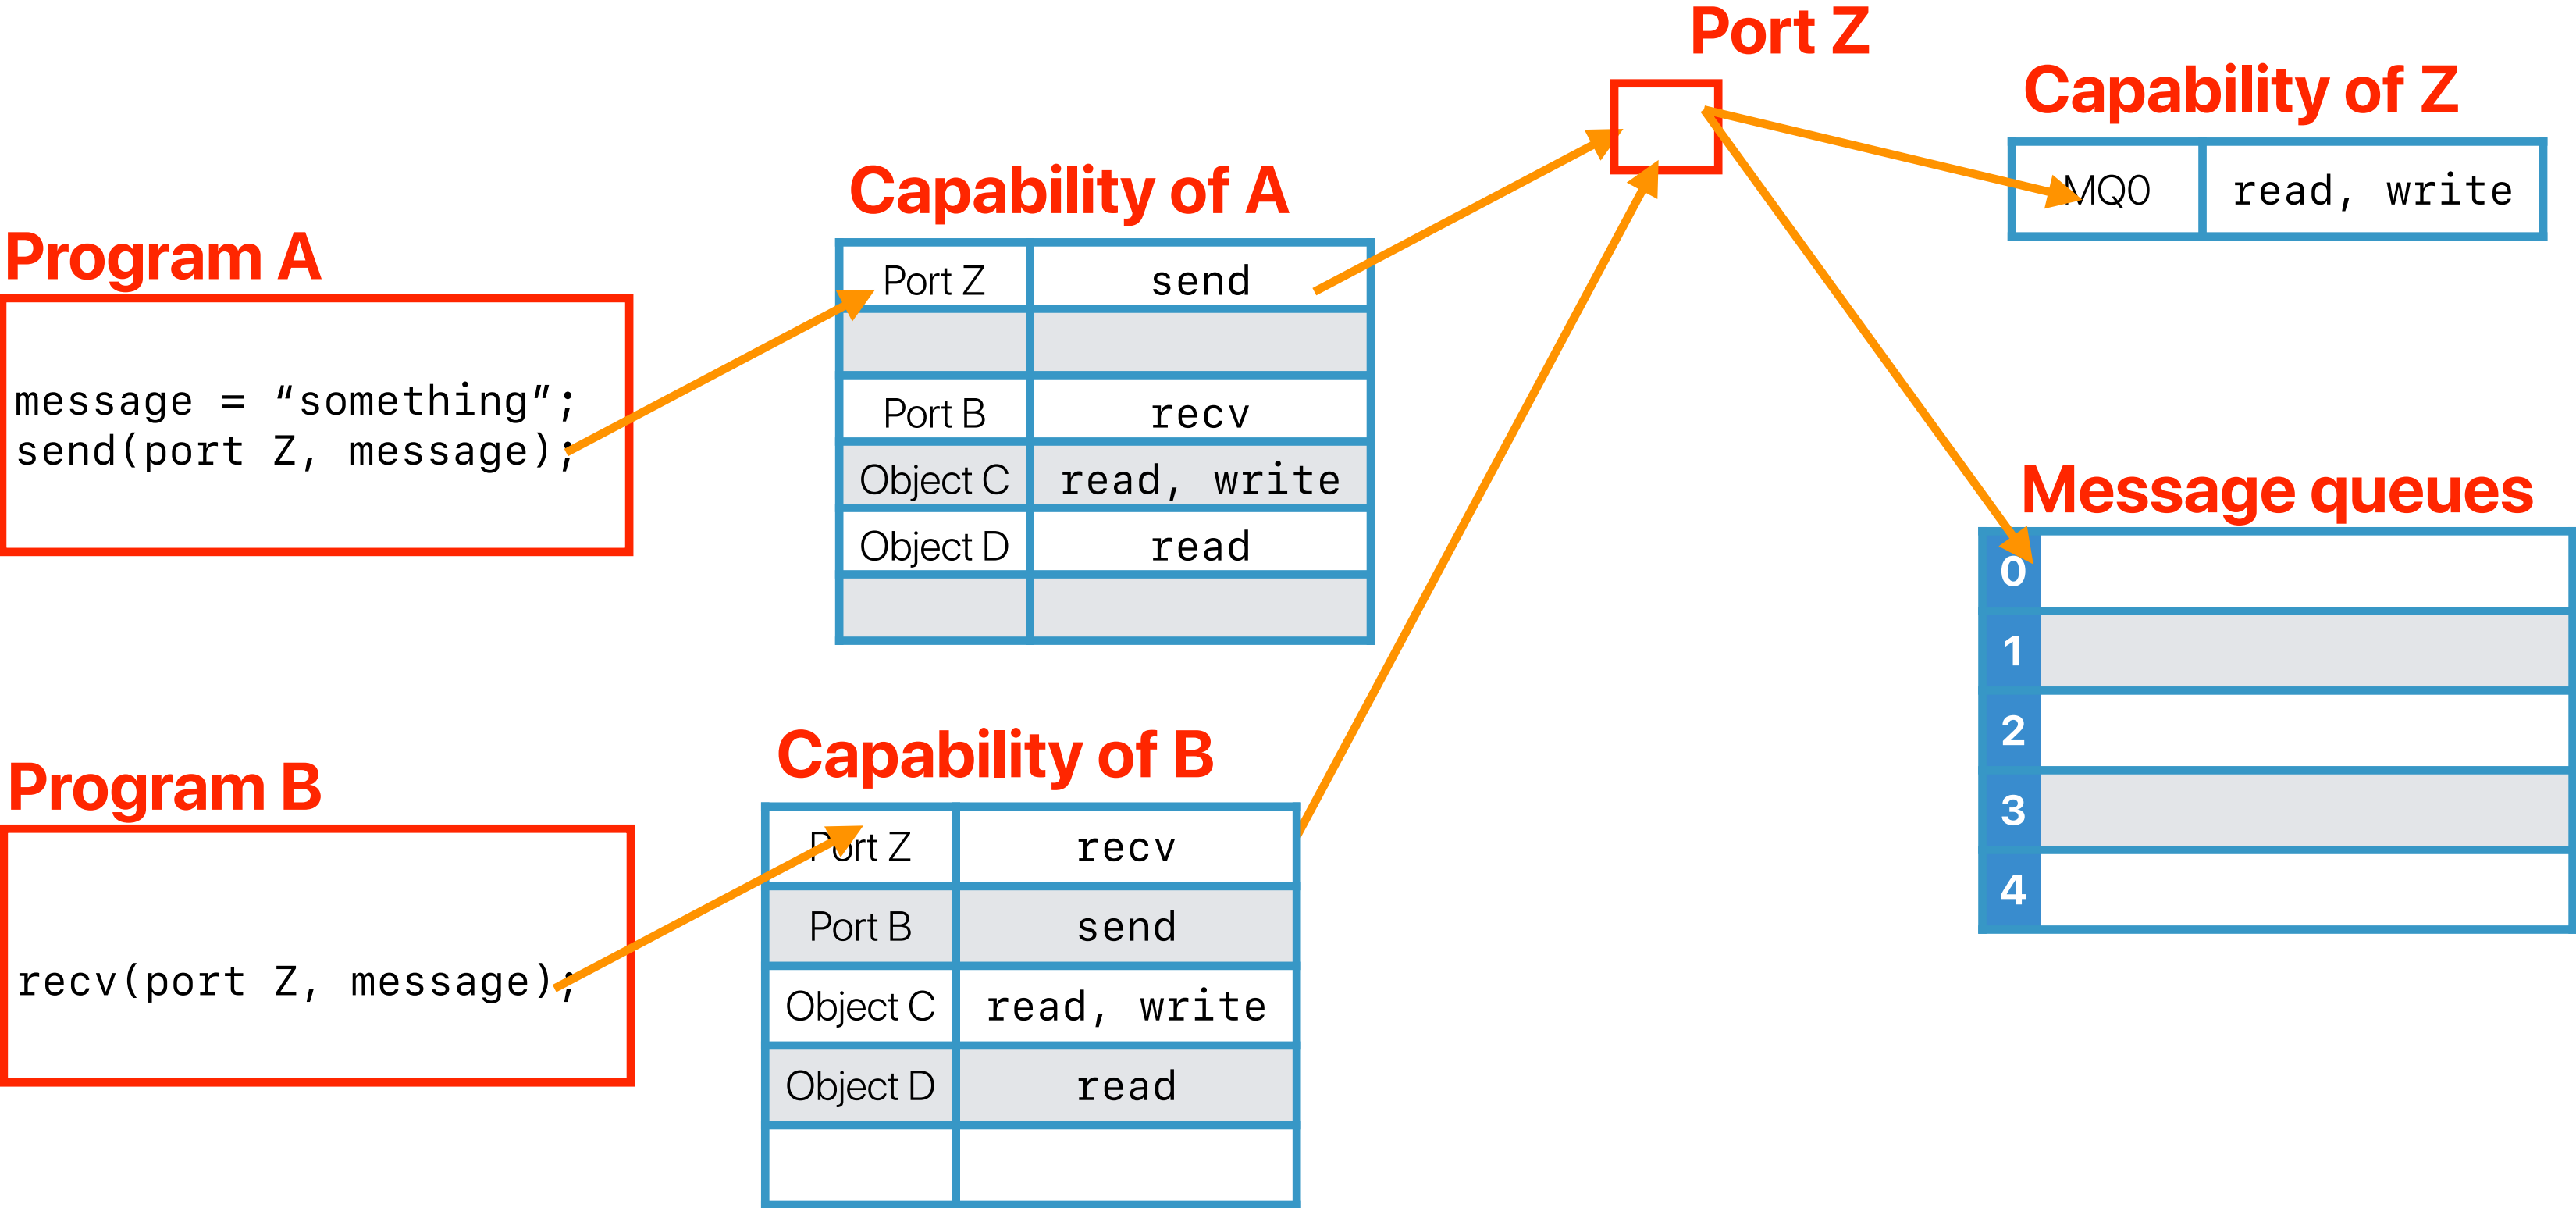 Port Z
Capability of Z
MQ0 read, write
Capability of A
Port Z send
Port B recv
Object C read, write
Object D read
Program A
message = “something”;
send(port Z, message);
Message queues
0
1
2
3
4
Capability of B
Port Z recv
Port B send
Object C read, write
Object D read
Program B
recv(port Z, message);